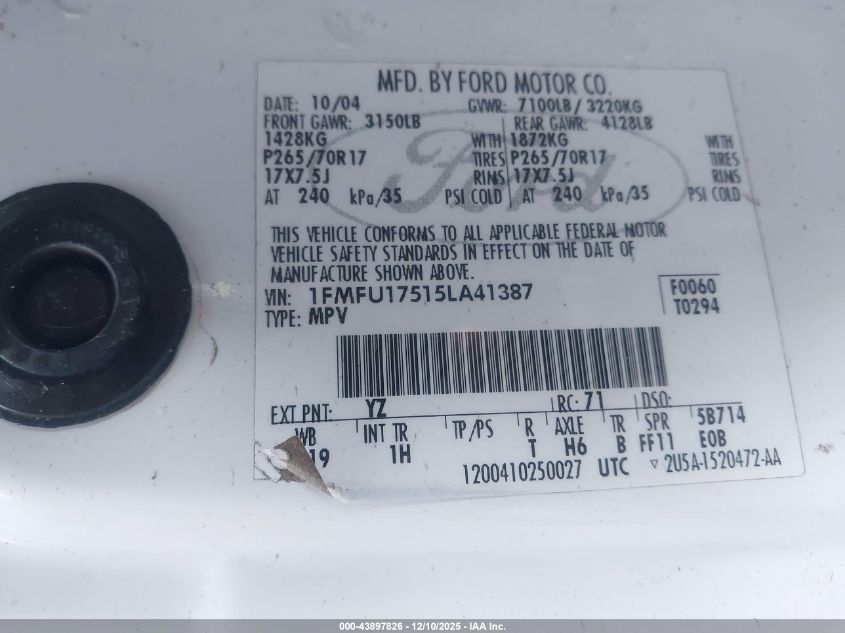 MFD. BY FORD MOTOR CO.
DATE: 10/04 GVWR: 7100LB / 3220KG
FRONT GAWR: 3150LB REAR GAWR: 4128LB
1428KG WITH 1872KG WITH
P265/70R17 TIRES P265/70R17 TIRES
17X7.5J RIMS 17X7.5J RIMS
AT 240 kPa/35 PSI COLD AT 240 kPa/35 PSI COLD
Ford
THIS VEHICLE CONFORMS TO ALL APPLICABLE FEDERAL MOTOR
VEHICLE SAFETY STANDARDS IN EFFECT ON THE DATE OF
MANUFACTURE SHOWN ABOVE.
VIN: 1FMFU17515LA41387 F0060
TYPE: MPV T0294
EXT PNT: YZ RC: 71 DSO:
WB INT TR TP/PS R AXLE TR SPR 5B714
19 1H T H6 B FF11 EOB
1200410250027 UTC ▽ 2U5A-1520472-AA
000-43897826 - 12/10/2025 - IAA Inc.